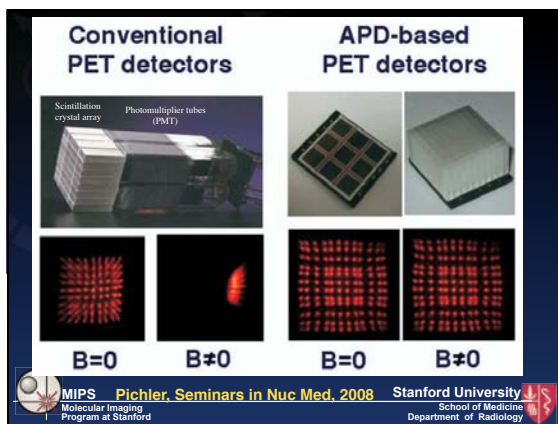 Conventional
PET detectors
APD-based
PET detectors
Scintillation
crystal array
Photomultiplier tubes
(PMT)
B=0
B≠0
B=0
B≠0
MIPS
Molecular Imaging
Program at Stanford
Pichler, Seminars in Nuc Med, 2008
Stanford University
School of Medicine
Department of Radiology